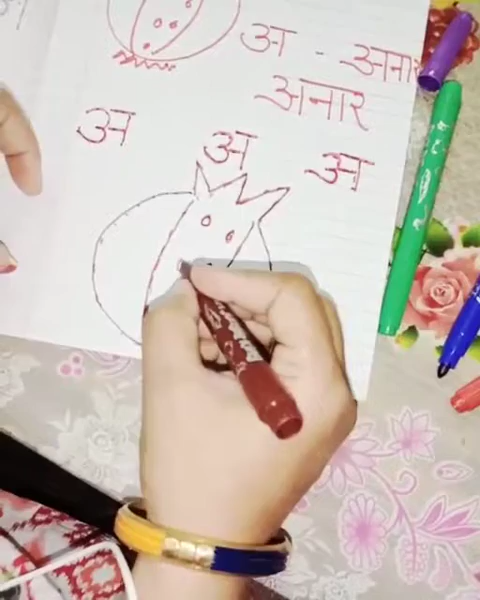 अ - अनार
अनार
अ अ अ